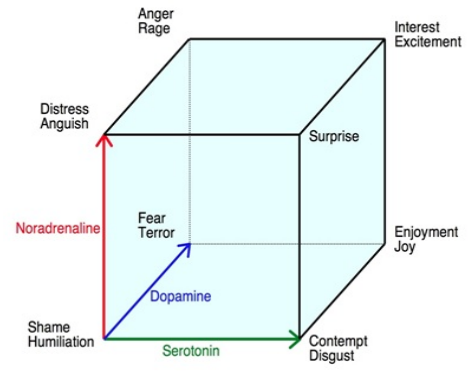 Anger
Rage
Interest
Excitement
Distress
Anguish
Surprise
Noradrenaline
Fear
Terror
Enjoyment
Joy
Dopamine
Shame
Humiliation
Serotonin
Contempt
Disgust